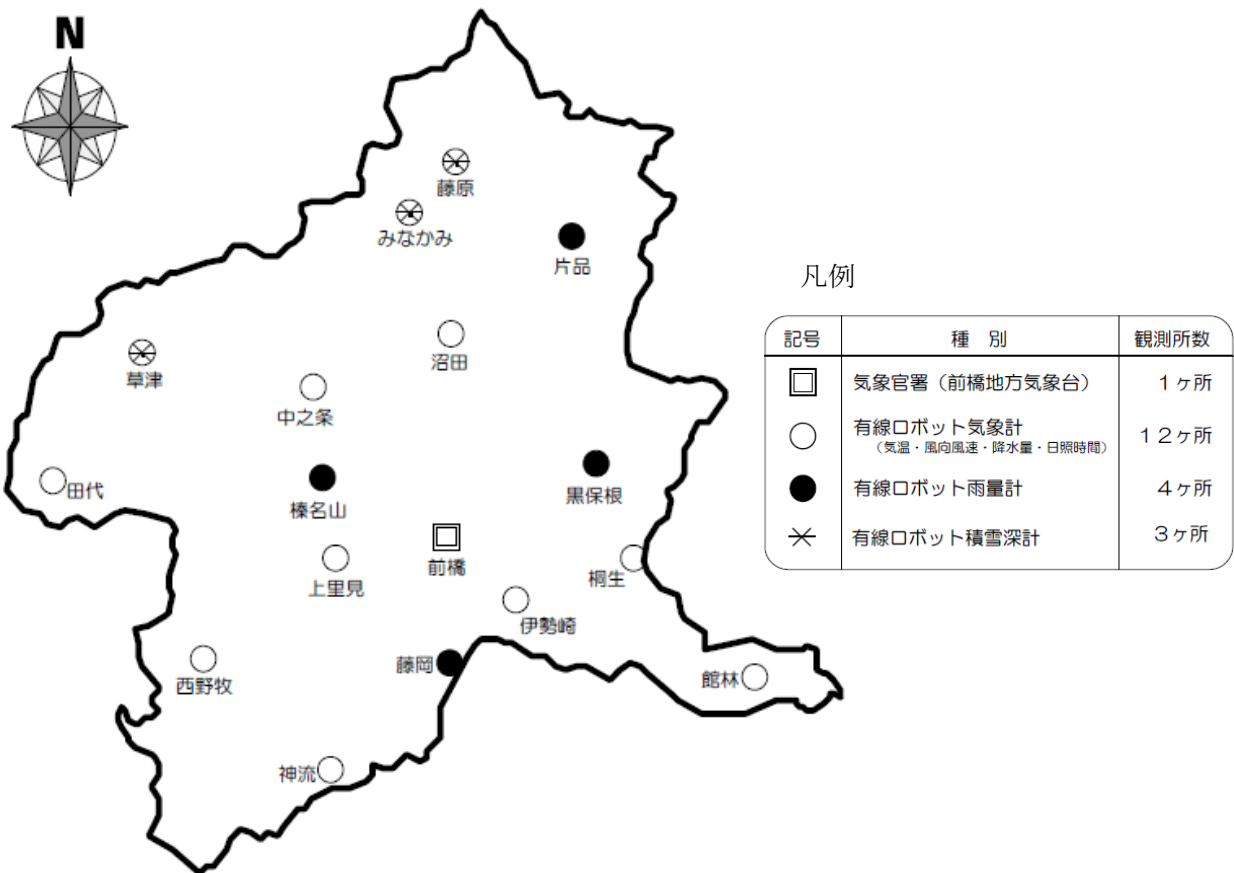 N
藤原
みなかみ
片品
沼田
草津
中之条
田代
榛名山
黒保根
前橋
上里見
桐生
伊勢崎
藤岡
館林
西野牧
神流
凡例
記号 種 別 観測所数
気象官署（前橋地方気象台） １ヶ所
有線ロボット気象計 １２ヶ所
（気温・風向風速・降水量・日照時間）
有線ロボット雨量計 ４ヶ所
有線ロボット積雪深計 ３ヶ所